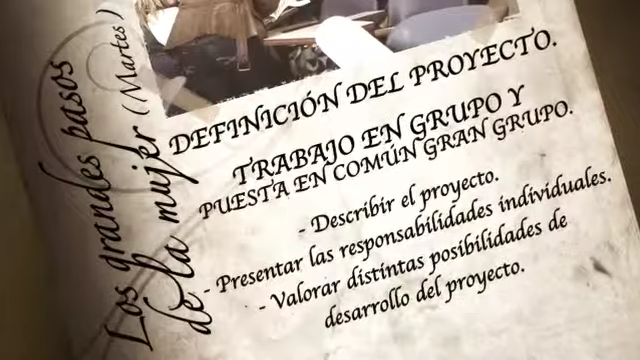 Los grandes pasos
de la mujer (Martes)
DEFINICIÓN DEL PROYECTO.
TRABAJO EN GRUPO Y
PUESTA EN COMÚN GRAN GRUPO.
- Describir el proyecto.
- Presentar las responsabilidades individuales.
- Valorar distintas posibilidades de
desarrollo del proyecto.